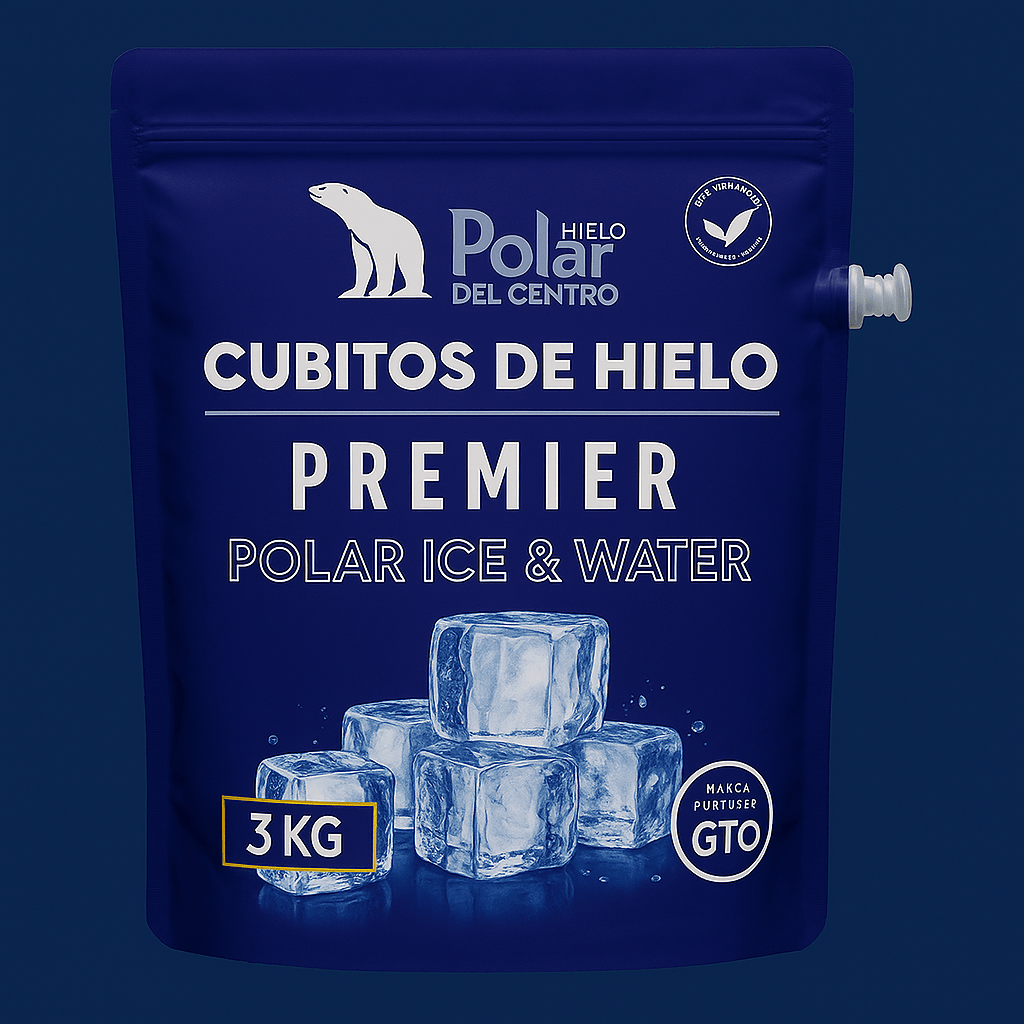 HIELO
Polar
DEL CENTRO
CUBITOS DE HIELO
PREMIER
POLAR ICE & WATER
3 KG
MAKCA
PURTUSER
GTO